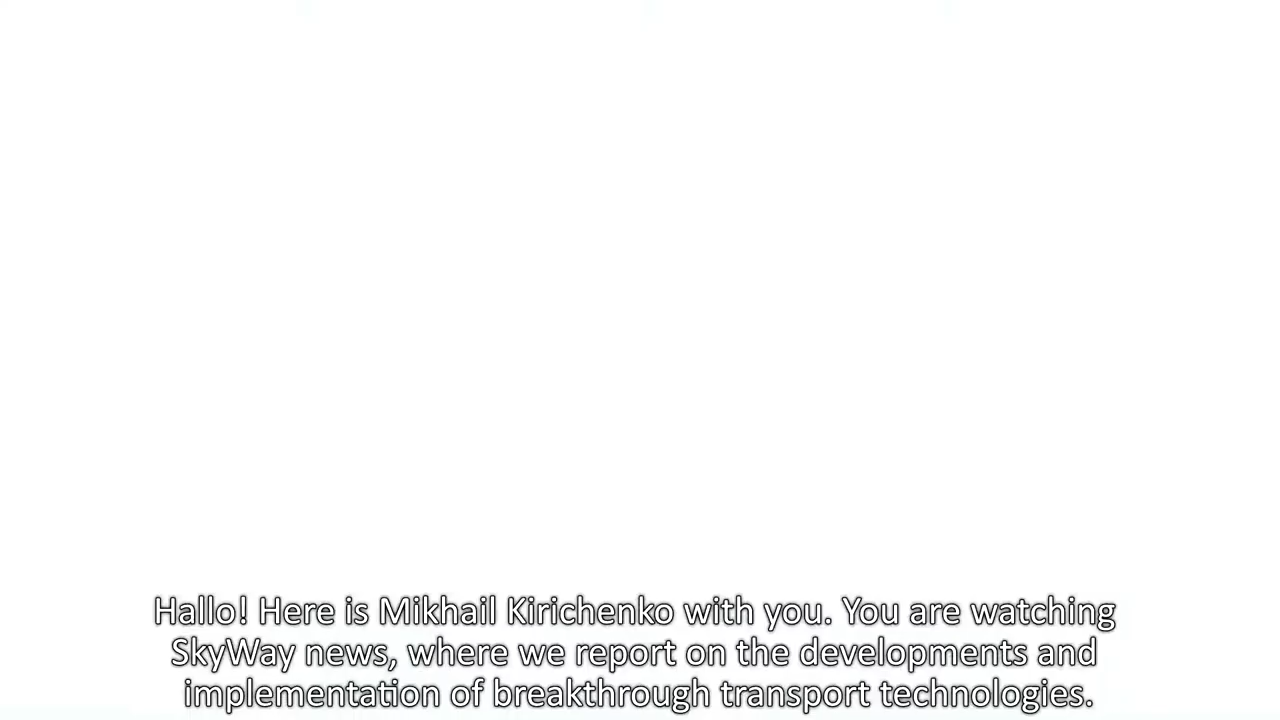 Hallo! Here is Mikhail Kirichenko with you. You are watching
SkyWay news, where we report on the developments and
implementation of breakthrough transport technologies.